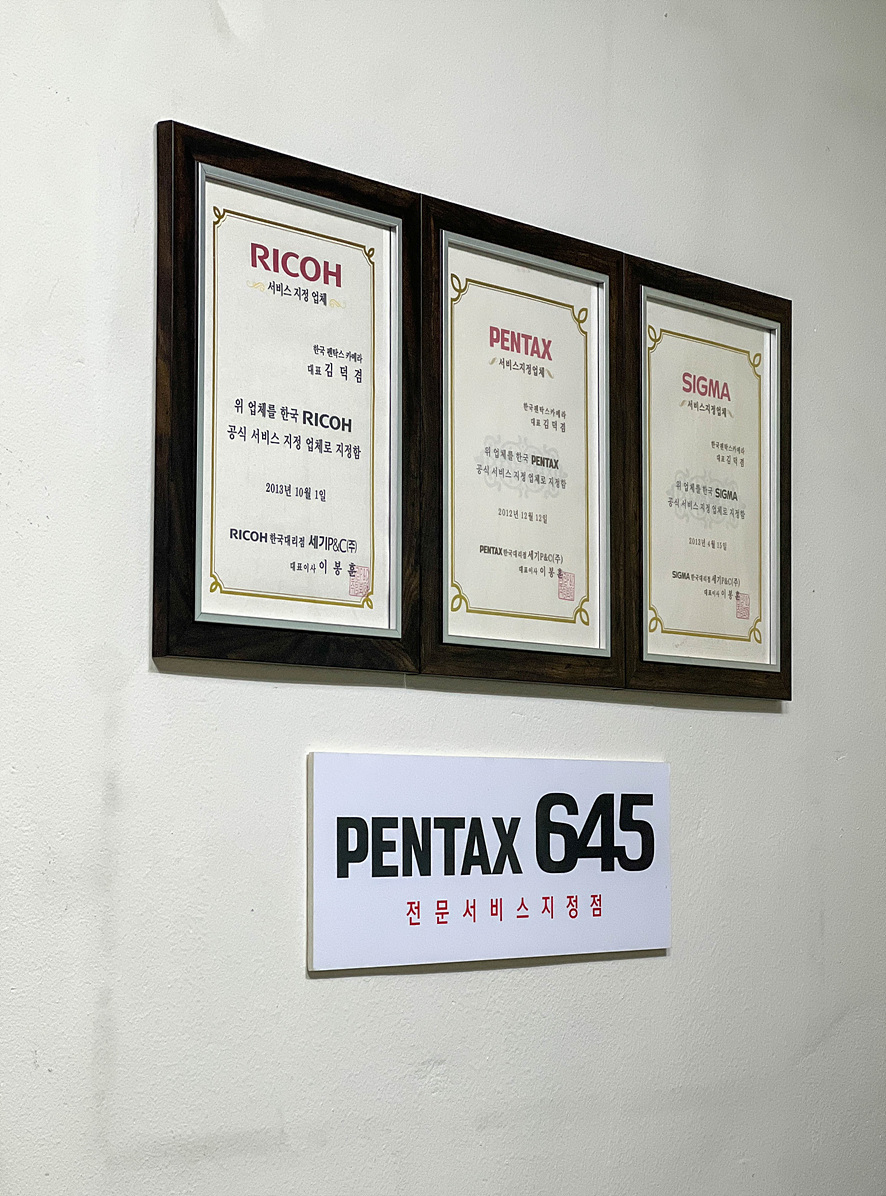 RICOH
서비스 지정 업체
한국 펜탁스 카메라
대표 김 덕 겸
위 업체를 한국 RICOH
공식 서비스 지정 업체로 지정함
2013년 10월 1일
RICOH 한국대리점 세기P&C(주)
대표이사 이 봉 훈
PENTAX
서비스지정업체
한국펜탁스카메라
대표 김 덕 겸
위 업체를 한국 PENTAX
공식 서비스 지정 업체로 지정함
2012년 12월 12일
PENTAX 한국대리점 세기P&C(주)
대표이사 이 봉 훈
SIGMA
서비스지정업체
한국펜탁스카메라
대표 김 덕 겸
위 업체를 한국 SIGMA
공식 서비스 지정 업체로 지정함
SIGMA 한국대리점 세기P&C(주)
대표이사 이 봉 훈
PENTAX 645
전문서비스지정점